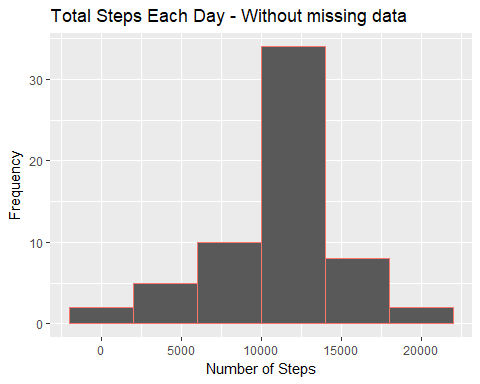 Total Steps Each Day - Without missing data
30
20
10
0
Frequency
0 5000 10000 15000 20000
Number of Steps